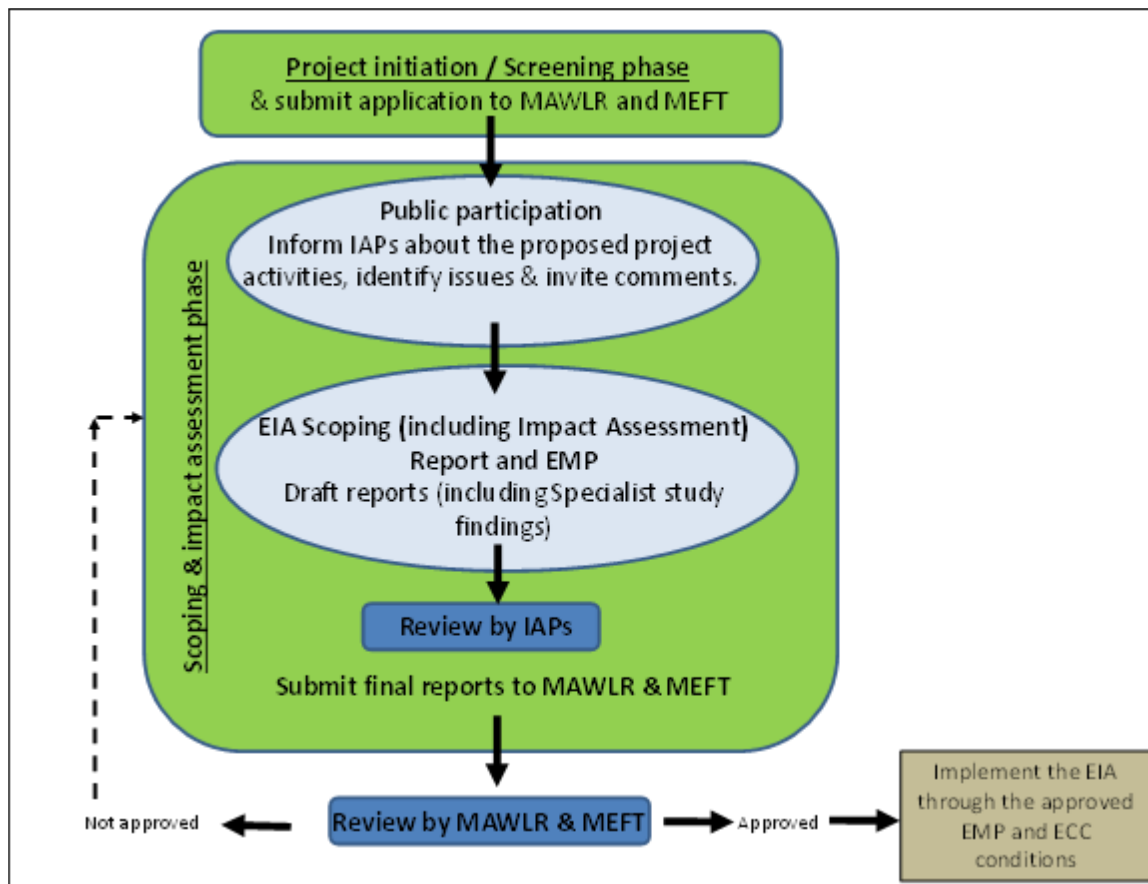 Project initiation / Screening phase
& submit application to MAWLR and MEFT
Public participation
Inform IAPs about the proposed project
activities, identify issues & invite comments.
Scoping & impact assessment phase
EIA Scoping (including Impact Assessment)
Report and EMP
Draft reports (including Specialist study
findings)
Review by IAPs
Submit final reports to MAWLR & MEFT
Not approved
Review by MAWLR & MEFT
Approved
Implement the EIA
through the approved
EMP and ECC
conditions